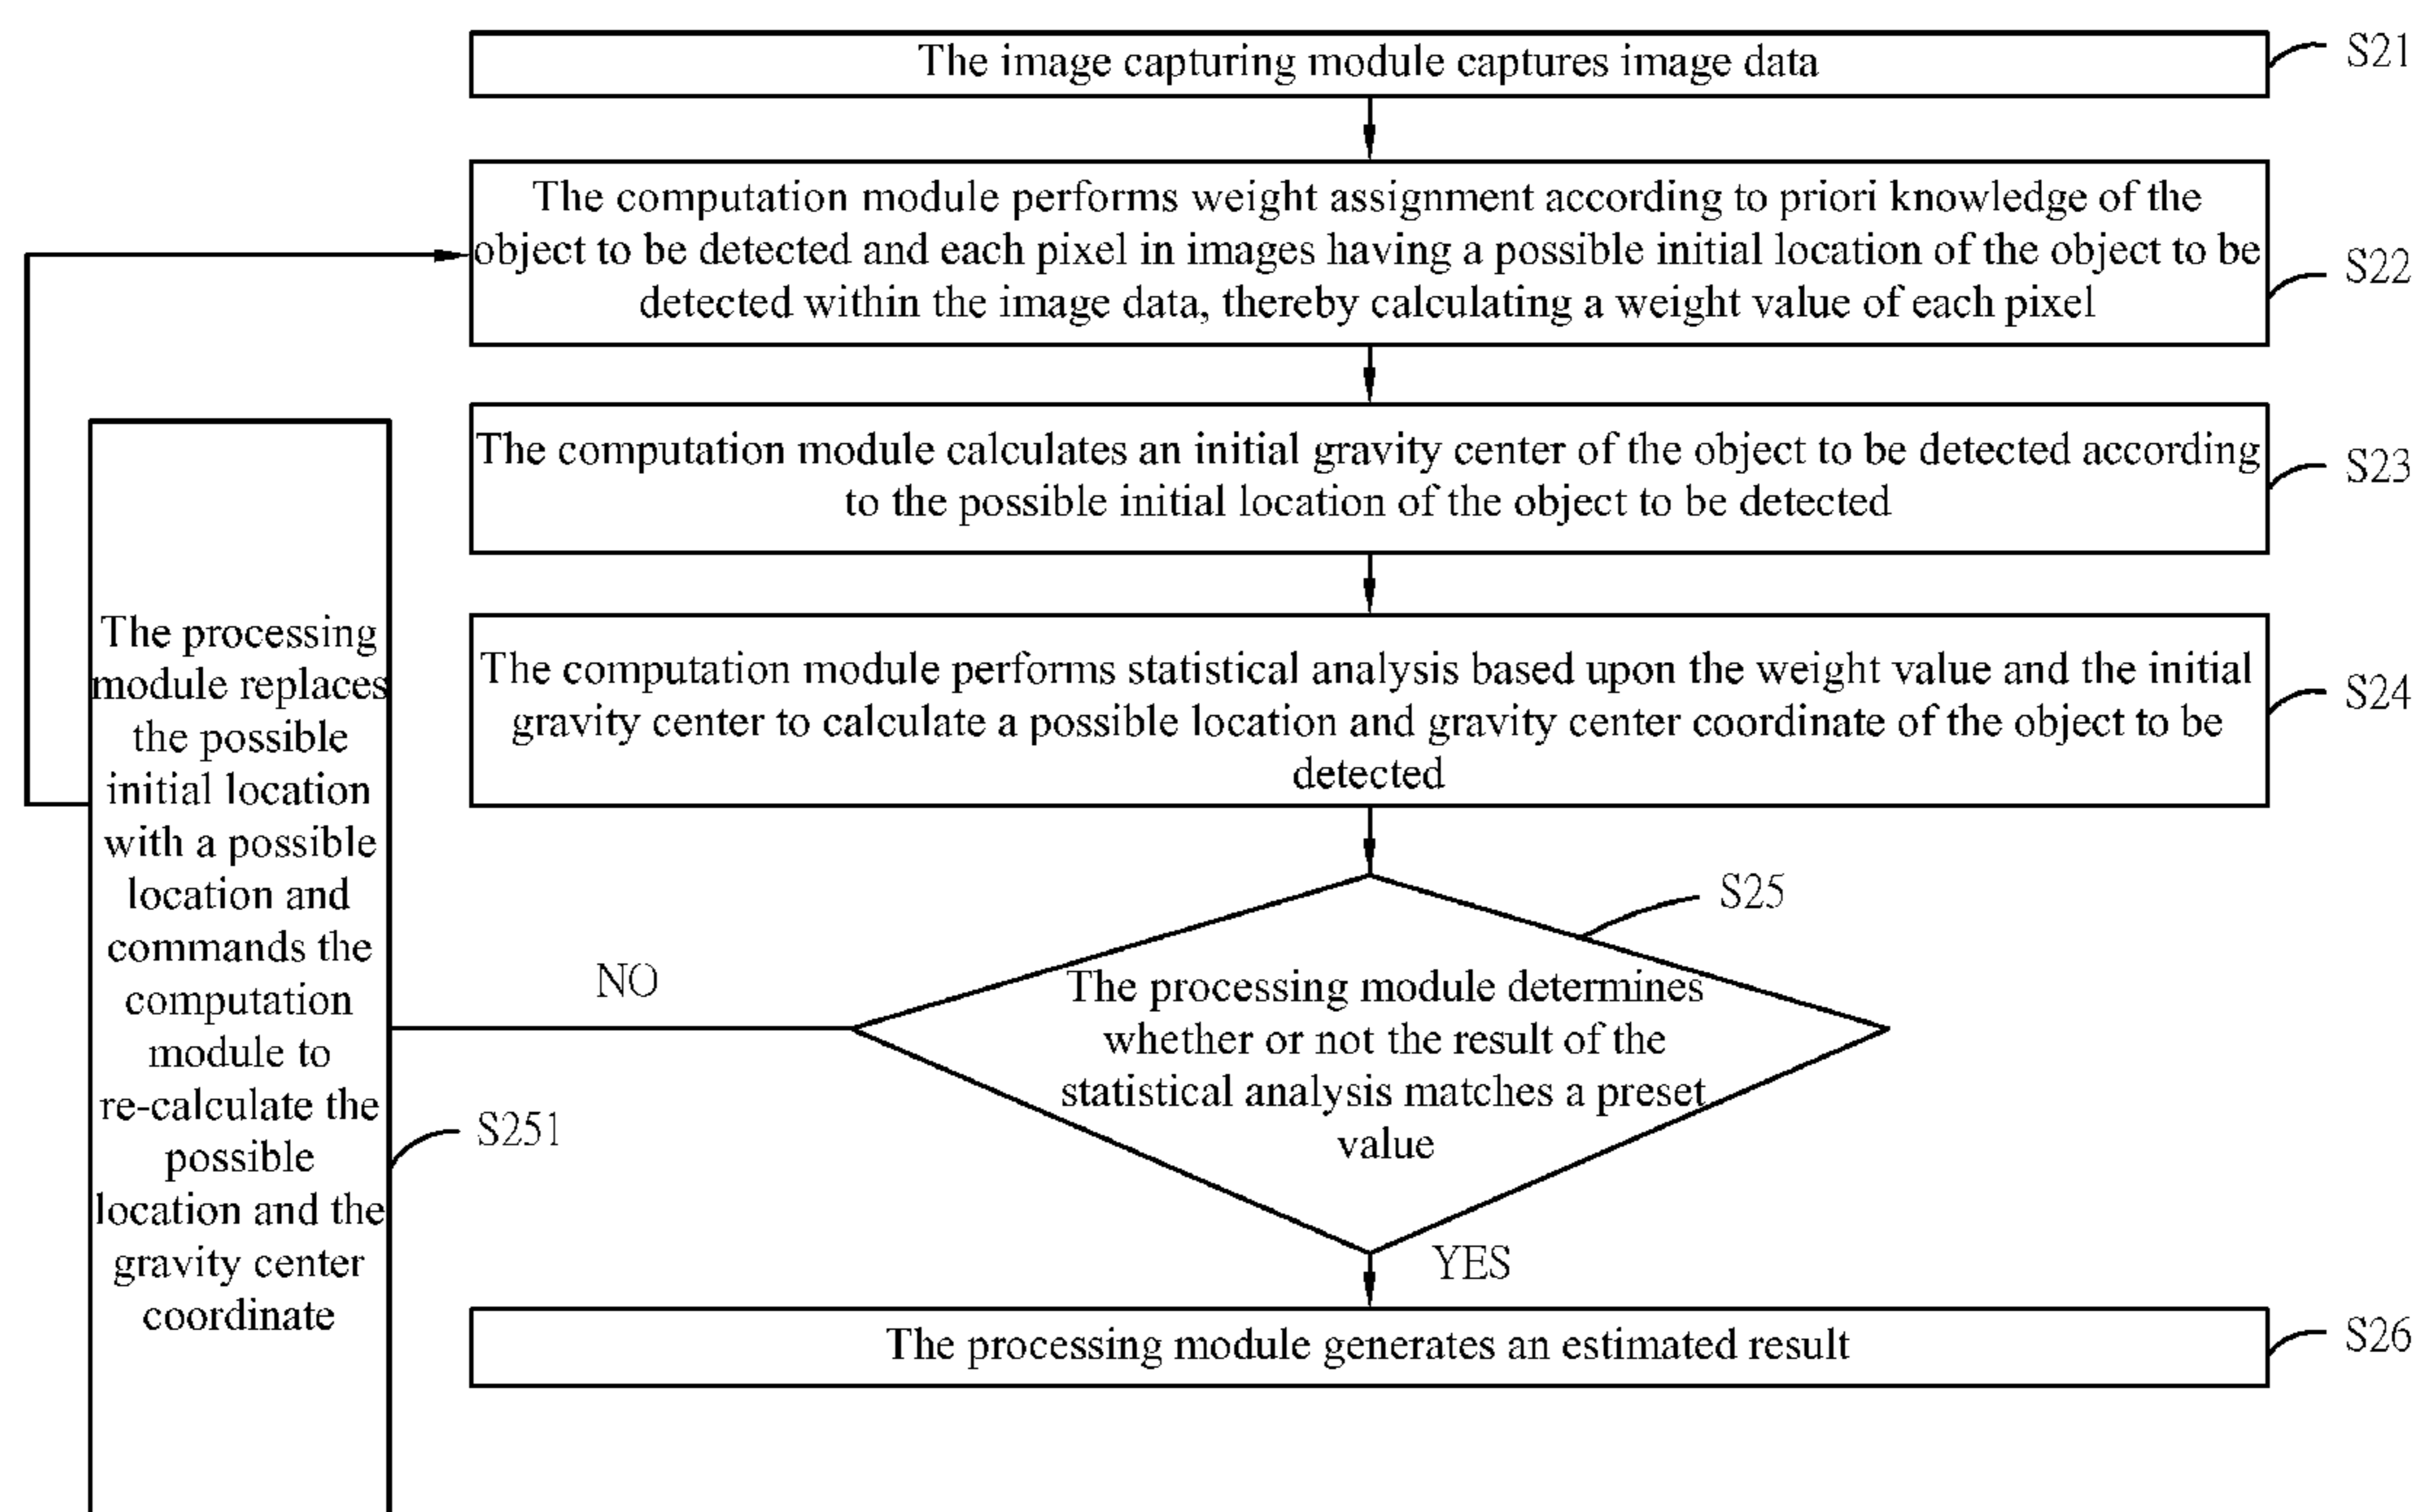 The image capturing module captures image data
S21
The computation module performs weight assignment according to priori knowledge of the
object to be detected and each pixel in images having a possible initial location of the object to be
detected within the image data, thereby calculating a weight value of each pixel
S22
The computation module calculates an initial gravity center of the object to be detected according
to the possible initial location of the object to be detected
S23
The computation module performs statistical analysis based upon the weight value and the initial
gravity center to calculate a possible location and gravity center coordinate of the object to be
detected
S24
S25
The processing module determines
whether or not the result of the
statistical analysis matches a preset
value
NO
The processing
module replaces
the possible
initial location
with a possible
location and
commands the
computation
module to
re-calculate the
possible
location and the
gravity center
coordinate
S251
YES
The processing module generates an estimated result
S26